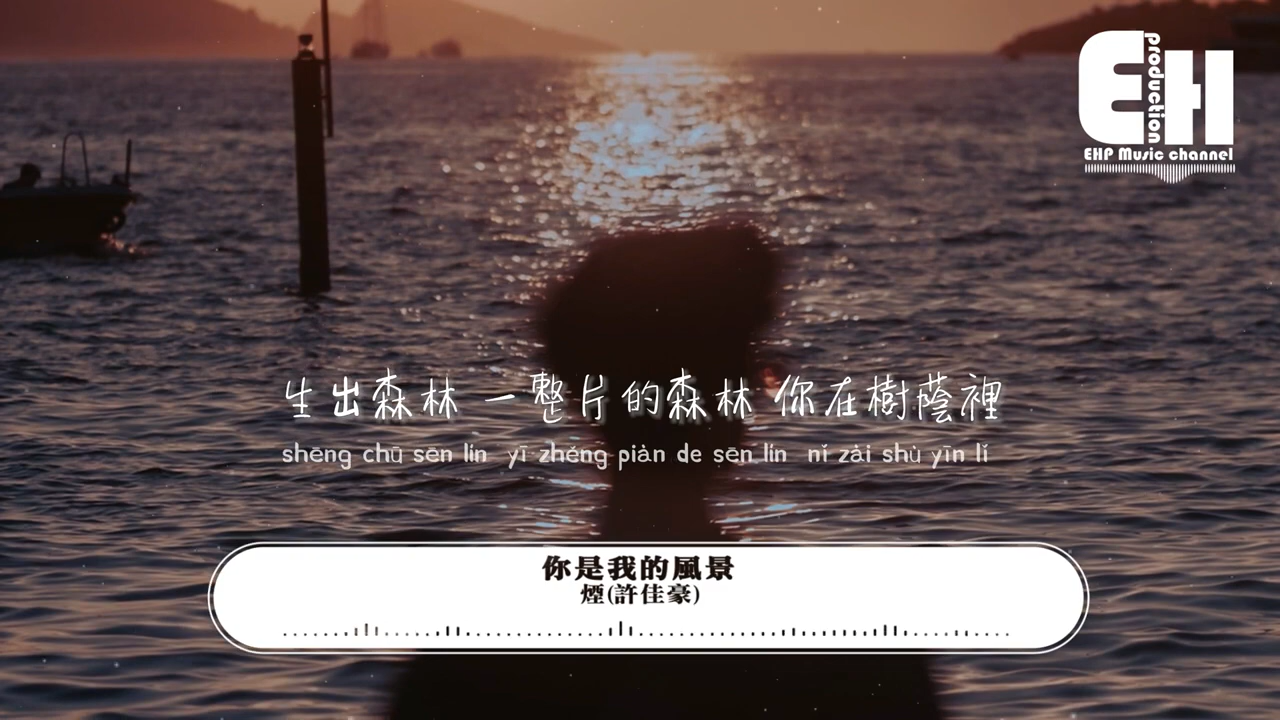 EH
production
EHP Music channel
生出森林 一整片的森林 你在樹蔭裡
shēng chū sēn lín yī zhěng piàn de sēn lín nǐ zài shù yīn lǐ
你是我的風景
煙(許佳豪)